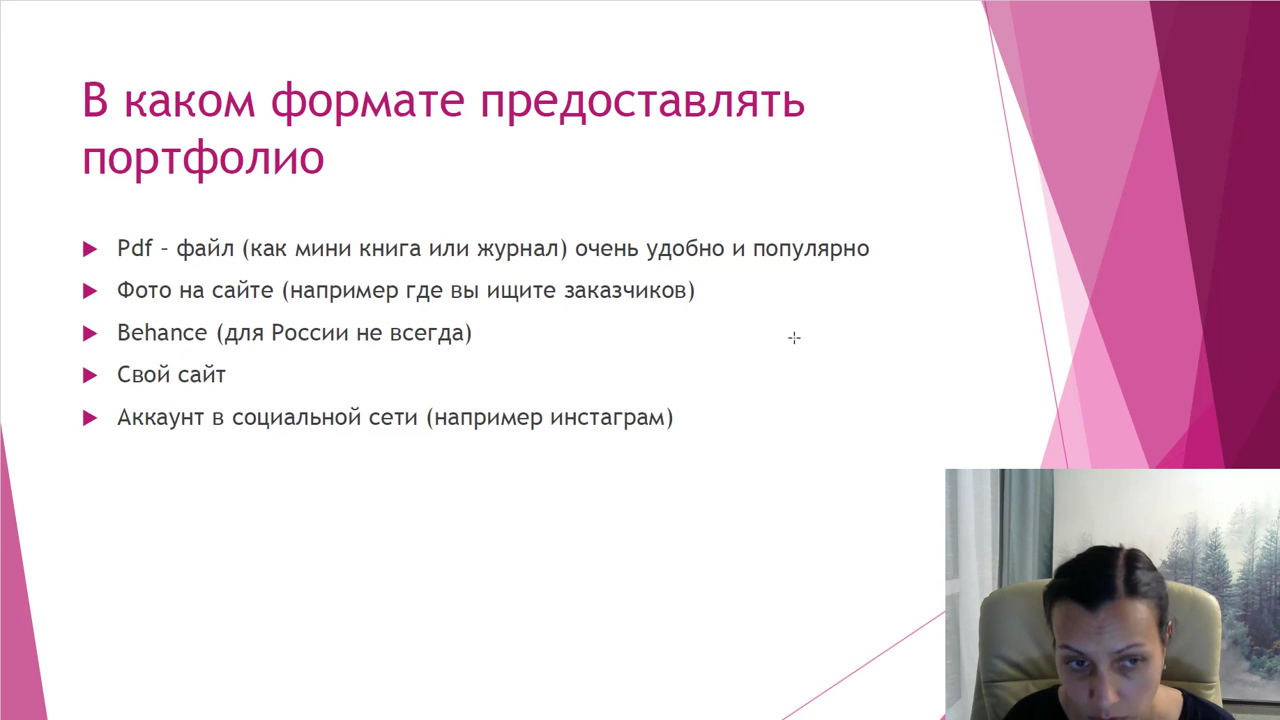 В каком формате предоставлять
портфолио
Pdf – файл (как мини книга или журнал) очень удобно и популярно
Фото на сайте (например где вы ищите заказчиков)
Behance (для России не всегда)
Свой сайт
Аккаунт в социальной сети (например инстаграм)